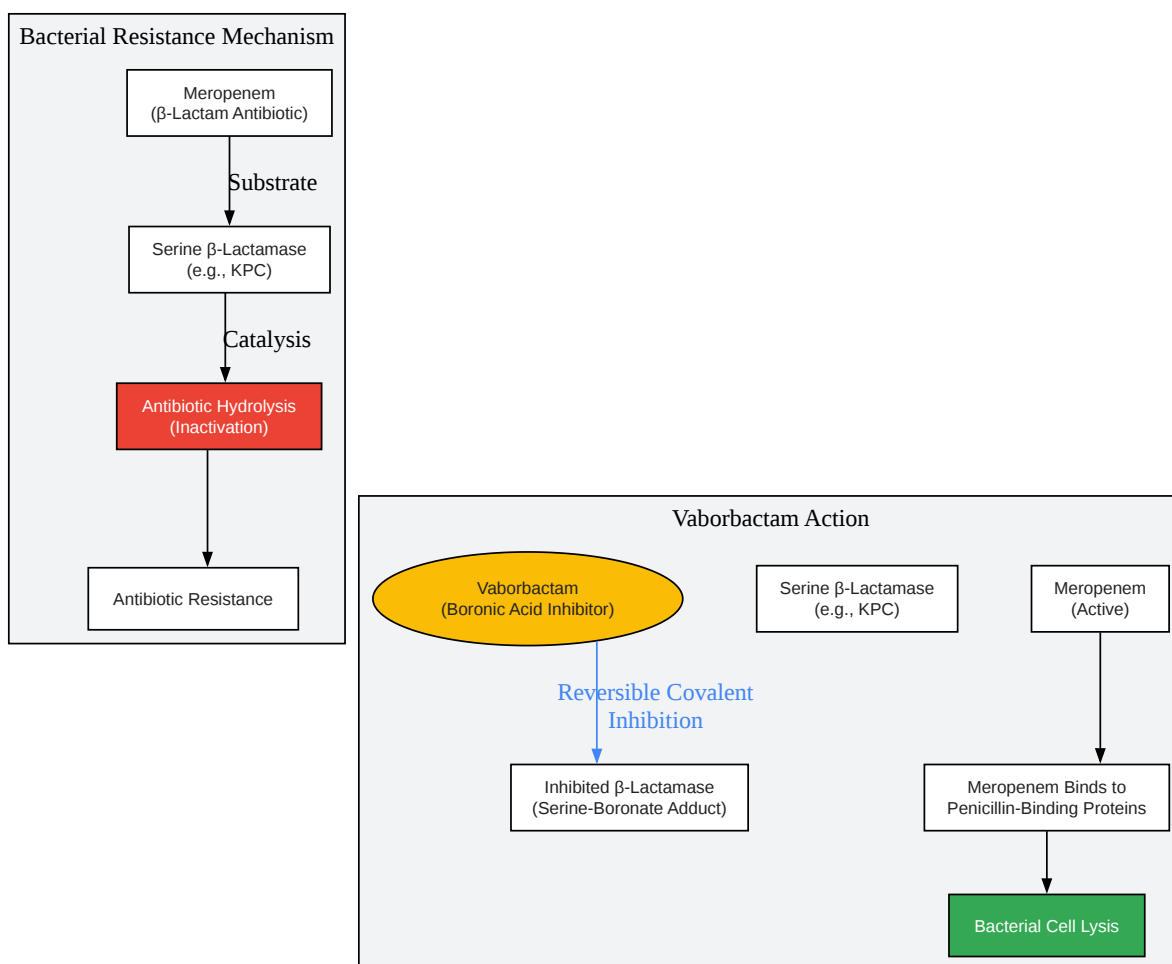 Bacterial Resistance Mechanism
Meropenem
(β-Lactam Antibiotic)
Substrate
Serine β-Lactamase
(e.g., KPC)
Catalysis
Antibiotic Hydrolysis
(Inactivation)
Antibiotic Resistance
Vaborbactam Action
Vaborbactam
(Boronic Acid Inhibitor)
Serine β-Lactamase
(e.g., KPC)
Meropenem
(Active)
Reversible Covalent
Inhibition
Inhibited β-Lactamase
(Serine-Boronate Adduct)
Meropenem Binds to
Penicillin-Binding Proteins
Bacterial Cell Lysis